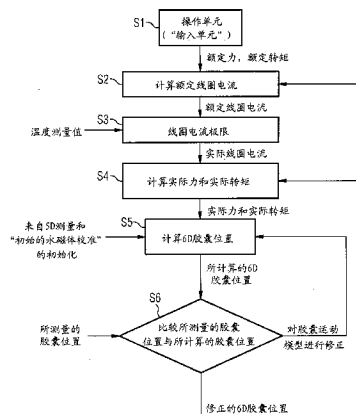 S1
操作单元
("输入单元")
额定力，额定转矩
S2
计算额定线圈电流
额定线圈电流
S3
温度测量值
线圈电流极限
实际线圈电流
S4
计算实际力和实际转矩
实际力和实际转矩
来自5D测量和
"初始的永磁体校准"
的初始化
S5
计算6D胶囊位置
所计算的6D
胶囊位置
S6
所测量的
胶囊位置
比较所测量的胶囊
位置与所计算的胶囊位置
对胶囊运动
模型进行修正
修正的6D胶囊位置